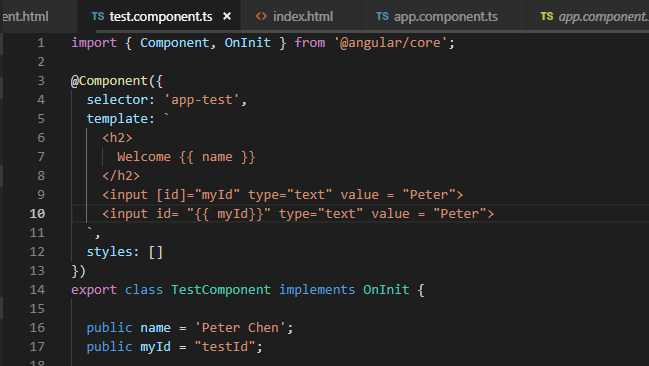 ent.html TS test.component.ts × <> index.html TS app.component.ts TS app.component.
1 import { Component, OnInit } from '@angular/core';
2
3 @Component({
4   selector: 'app-test',
5   template: `
6     <h2>
7       Welcome {{ name }}
8     </h2>
9     <input [id]="myId" type="text" value = "Peter">
10     <input id= "{{ myId}}" type="text" value = "Peter">
11   `,
12   styles: []
13 })
14 export class TestComponent implements OnInit {
15
16   public name = 'Peter Chen';
17   public myId = "testId";
18